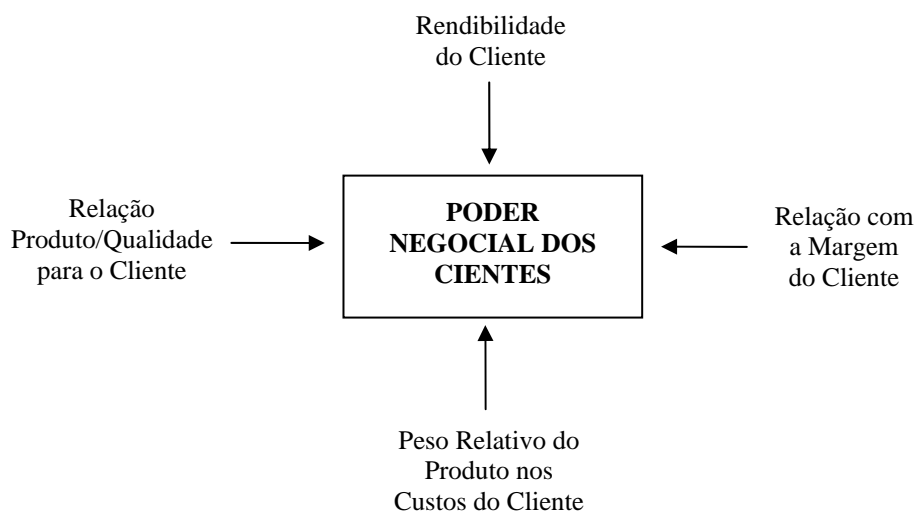 Rendibilidade
do Cliente
Relação
Produto/Qualidade
para o Cliente
PODER
NEGOCIAL DOS
CIENTES
Relação com
a Margem
do Cliente
Peso Relativo do
Produto nos
Custos do Cliente